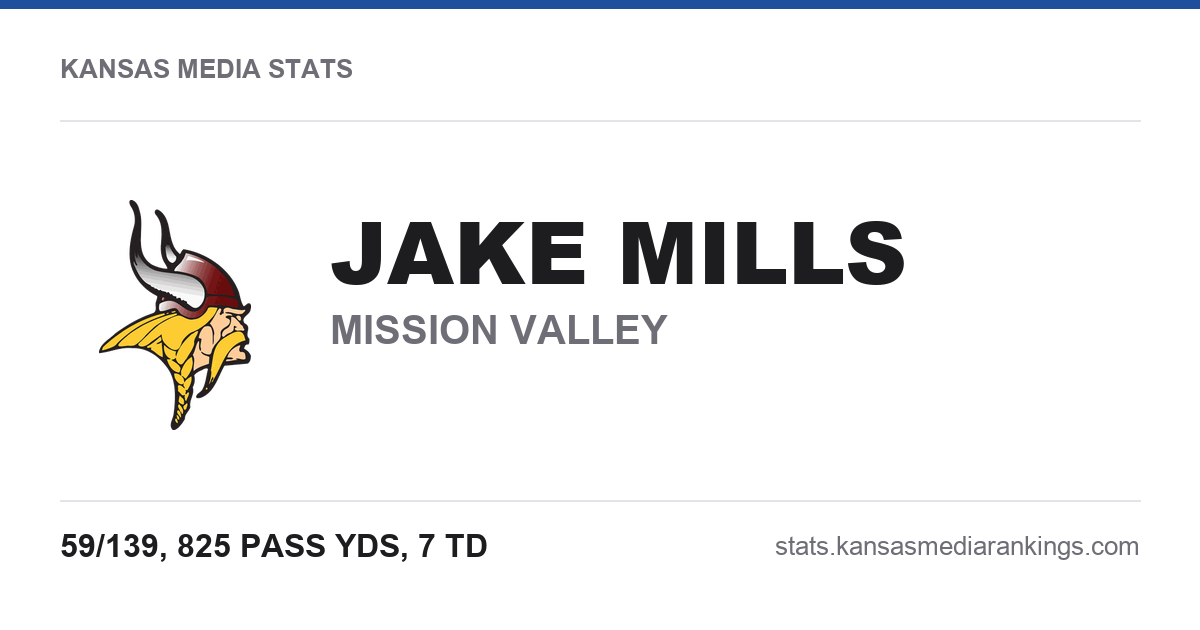 KANSAS MEDIA STATS
JAKE MILLS
MISSION VALLEY
59/139, 825 PASS YDS, 7 TD
stats.kansasmediarankings.com